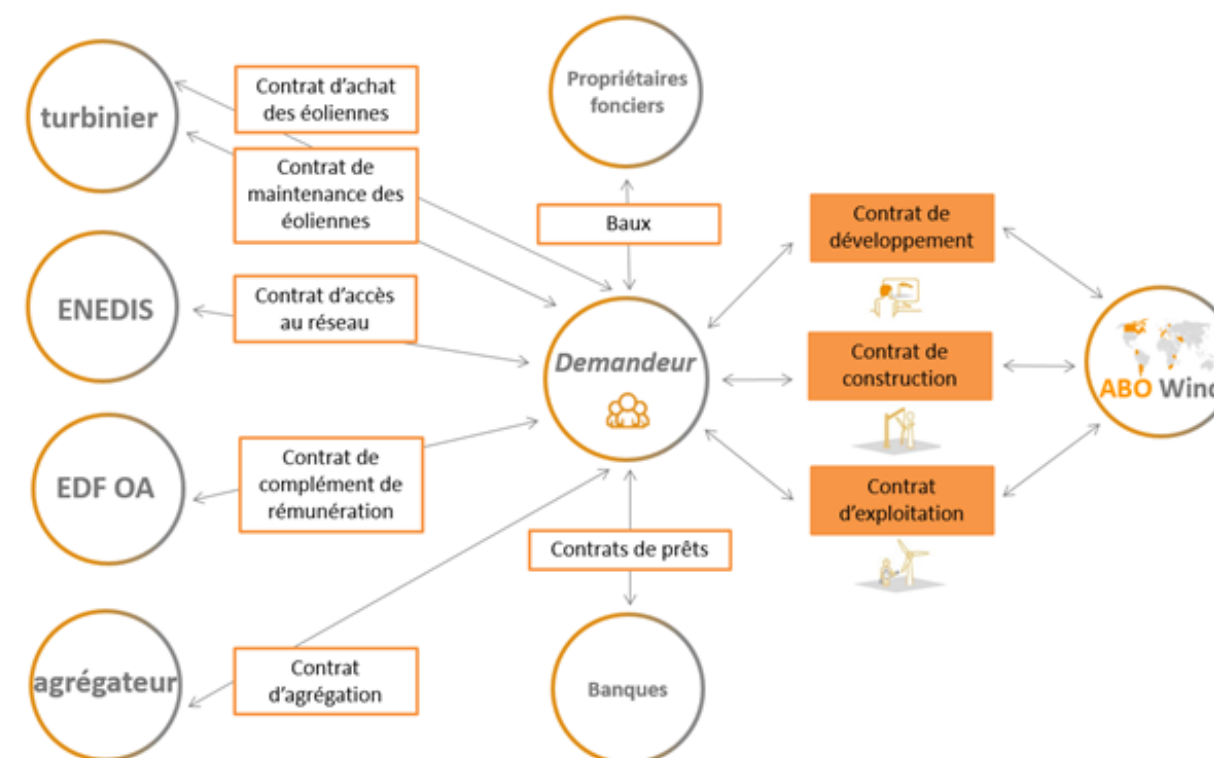 turbinier
Contrat d'achat
des éoliennes
Contrat de
maintenance des
éoliennes
ENEDIS
Contrat d'accès
au réseau
EDF OA
Contrat de
complément de
rémunération
agrégateur
Contrat
d'agrégation
Propriétaires
fonciers
Baux
Demandeur
Contrats de prêts
Banques
Contrat de
développement
Contrat de
construction
Contrat
d'exploitation
ABO Wind